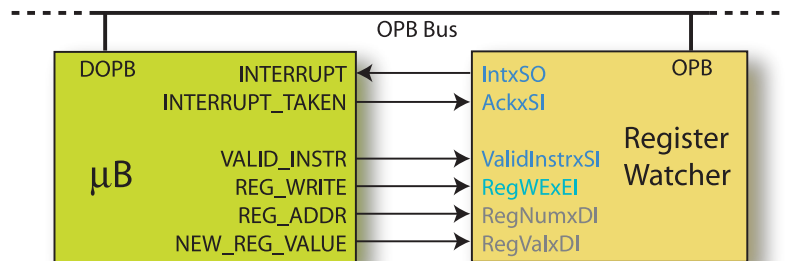 OPB Bus
DOPB
OPB
INTERRUPT
IntxSO
INTERRUPT_TAKEN
AckxSI
VALID_INSTR
ValidInstrxSI
REG_WRITE
RegWExEI
REG_ADDR
RegNumxDI
NEW_REG_VALUE
RegValxDI
µB
Register
Watcher